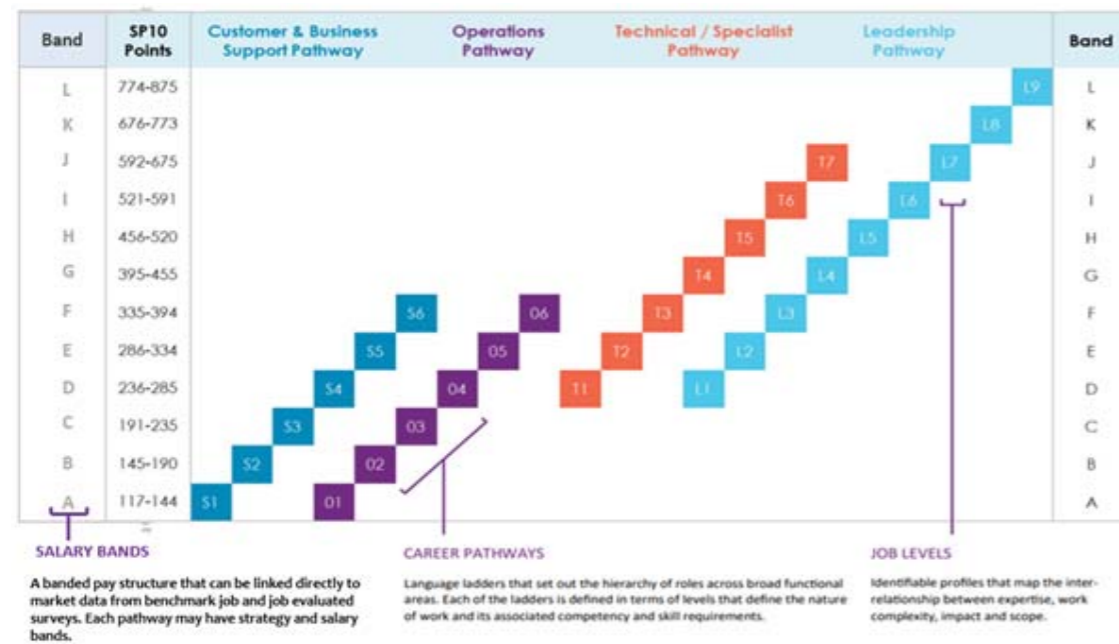 Band SP10 Points Customer & Business Support Pathway Operations Pathway Technical / Specialist Pathway Leadership Pathway Band
L 774-875 L9 L
K 676-773 L8 K
J 592-675 T7 L7 J
I 521-591 T6 L6 I
H 456-520 T5 L5 H
G 395-455 T4 L4 G
F 335-394 S6 06 T3 L3 F
E 286-334 S5 05 T2 L2 E
D 236-285 S4 04 T1 L1 D
C 191-235 S3 03 C
B 145-190 S2 02 B
A 117-144 S1 01 A
SALARY BANDS
A banded pay structure that can be linked directly to
market data from benchmark job and job evaluated
surveys. Each pathway may have strategy and salary
bands.
CAREER PATHWAYS
Language ladders that set out the hierarchy of roles across broad functional
areas. Each of the ladders is defined in terms of levels that define the nature
of work and its associated competency and skill requirements.
JOB LEVELS
Identifiable profiles that map the inter-
relationship between expertise, work
complexity, impact and scope.